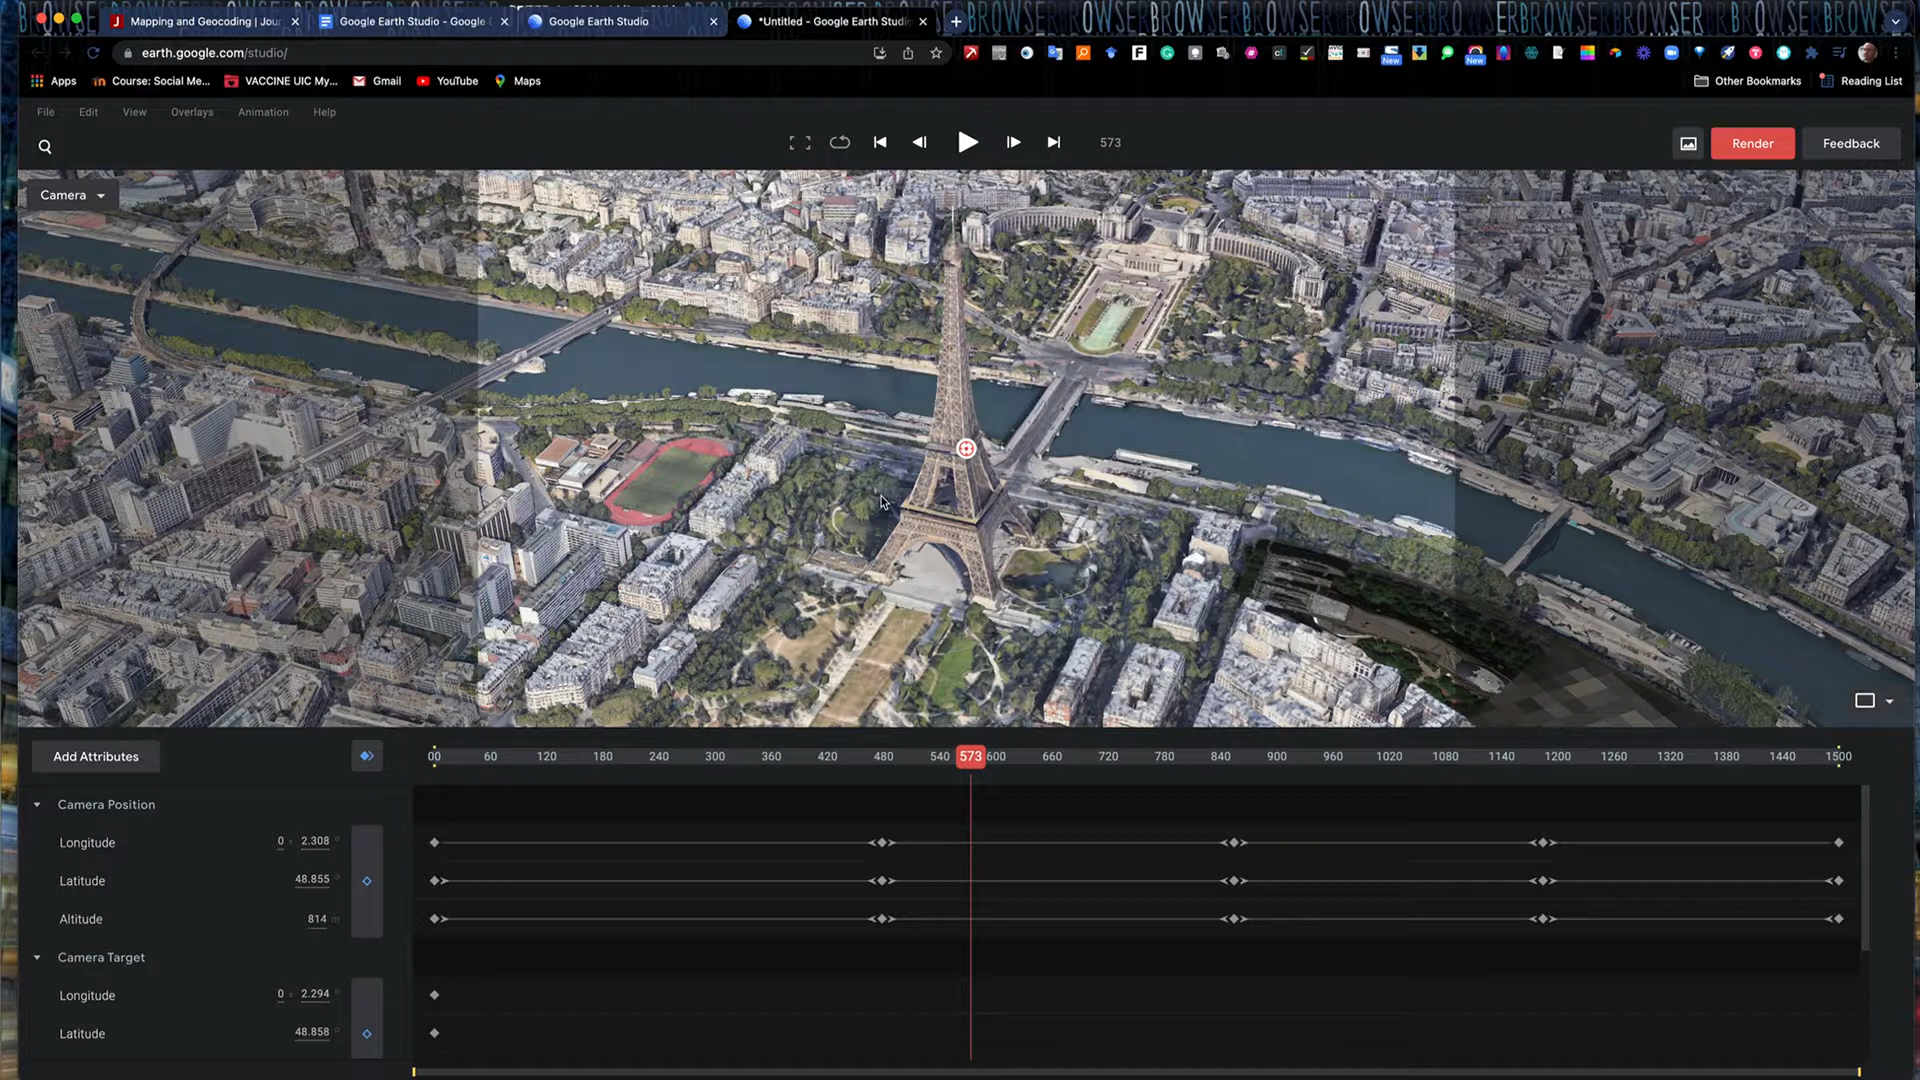 Mapping and Geocoding | Jour
Google Earth Studio - Google D
Google Earth Studio
*Untitled - Google Earth Studio
earth.google.com/studio/
New
New
Apps
Course: Social Me...
VACCINE UIC My...
Gmail
YouTube
Maps
Other Bookmarks
Reading List
File
Edit
View
Overlays
Animation
Help
573
Render
Feedback
Camera
Add Attributes
00 60 120 180 240 300 360 420 480 540 573 600 660 720 780 840 900 960 1020 1080 1140 1200 1260 1320 1380 1440 1500
Camera Position
Longitude 0 x 2.308 °
Latitude 48.855 °
Altitude 814 m
Camera Target
Longitude 0 x 2.294 °
Latitude 48.858 °